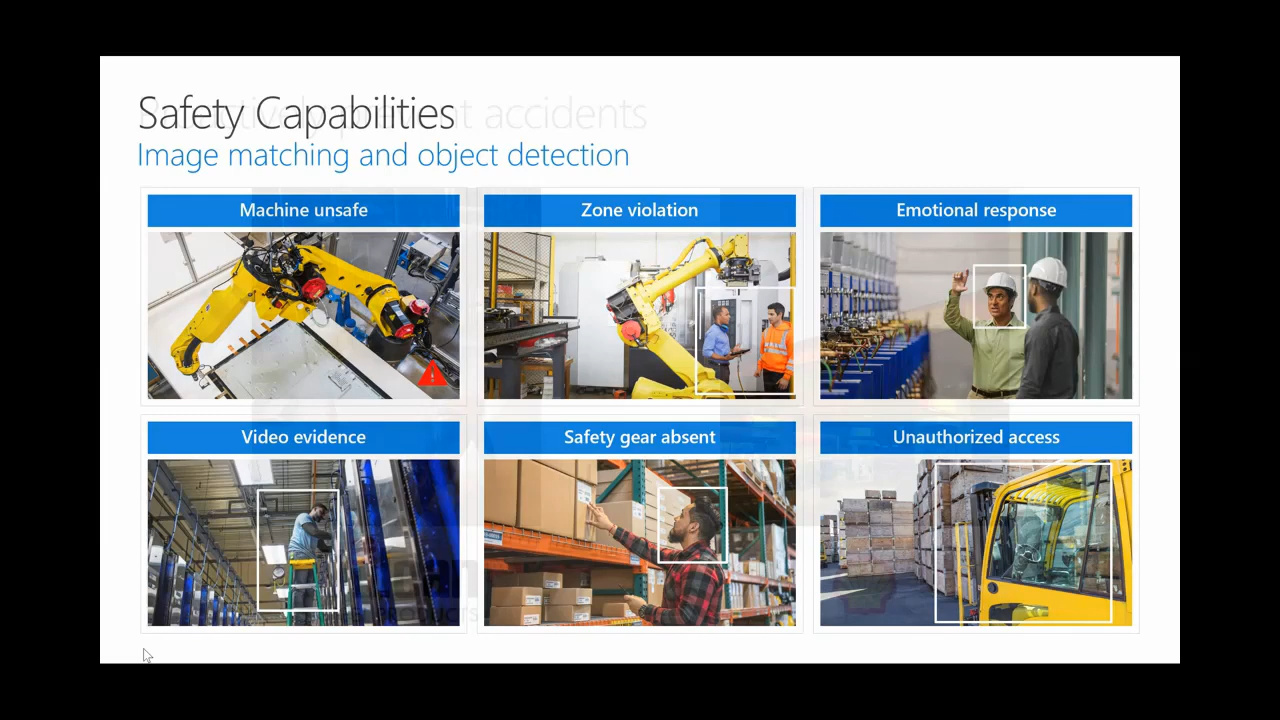 Safety Capabilities
accidents
Image matching and object detection
Machine unsafe
Zone violation
Emotional response
Video evidence
Safety gear absent
Unauthorized access